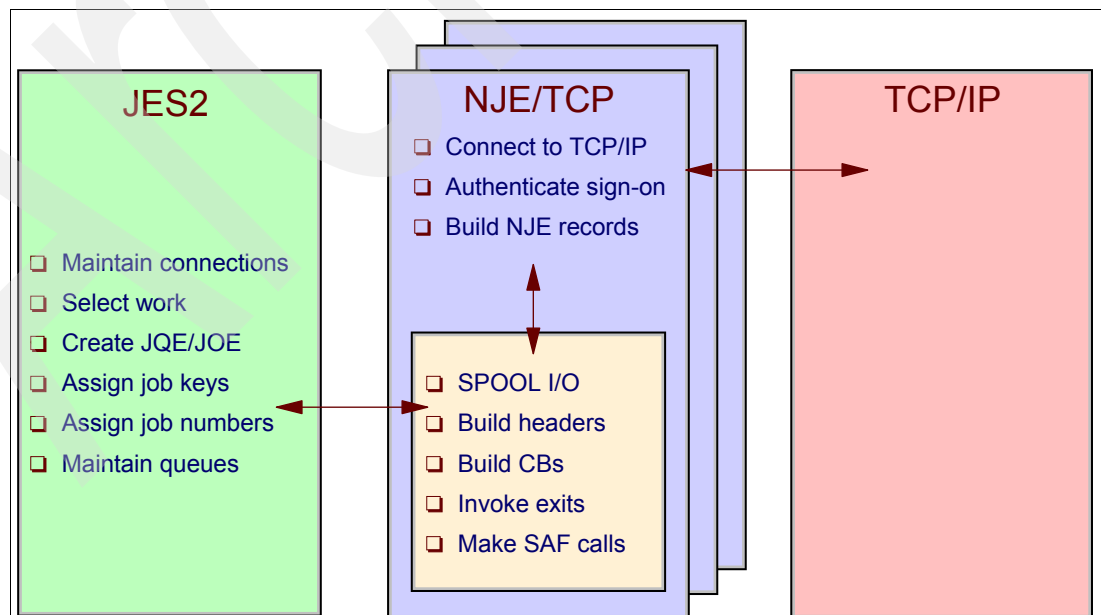 JES2
Maintain connections
Select work
Create JQE/JOE
Assign job keys
Assign job numbers
Maintain queues
NJE/TCP
Connect to TCP/IP
Authenticate sign-on
Build NJE records
SPOOL I/O
Build headers
Build CBs
Invoke exits
Make SAF calls
TCP/IP